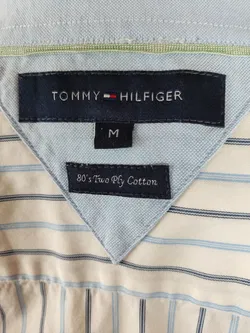 TOMMY HILFIGER
M
80's Two Ply Cotton